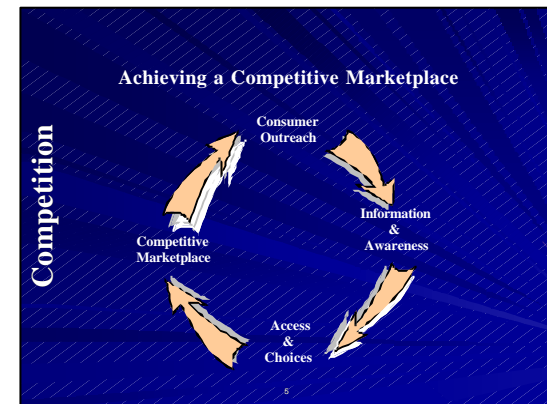 Achieving a Competitive Marketplace
Competition
Consumer
Outreach
Information
&
Awareness
Access
&
Choices
Competitive
Marketplace
5